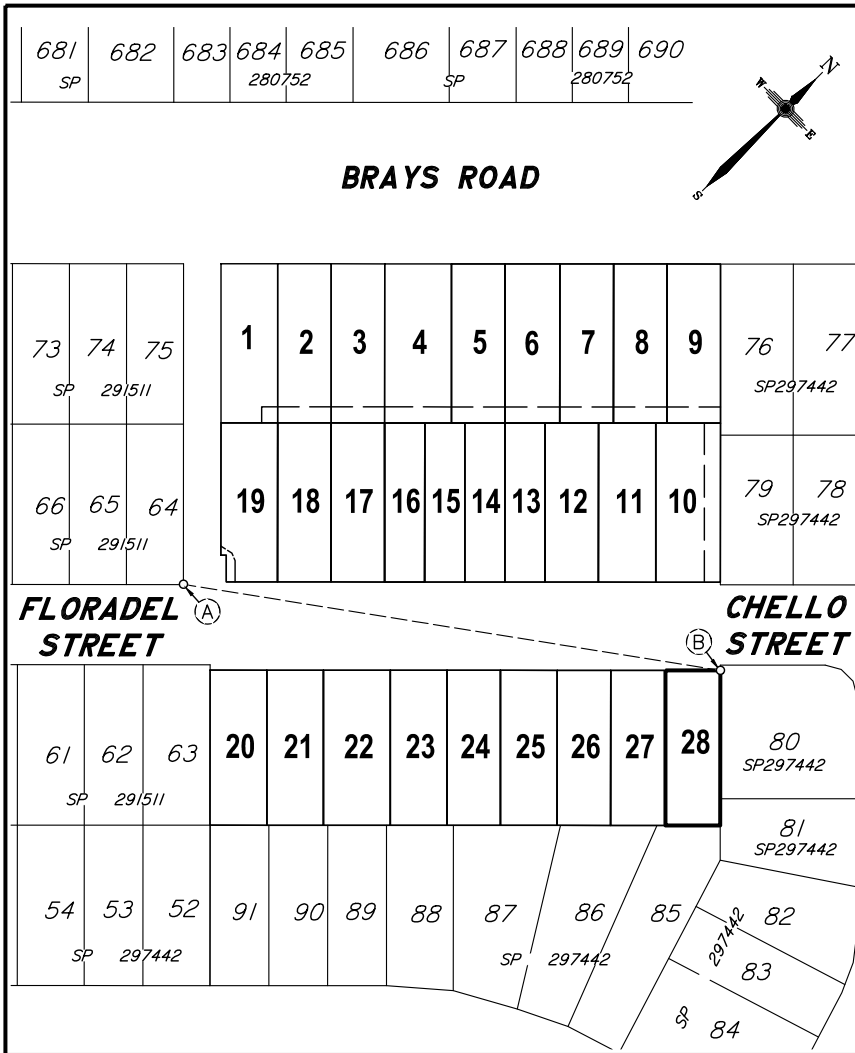 681 682 683 684 685 686 687 688 689 690
SP 280752 SP 280752
N
W
E
S
BRAYS ROAD
1 2 3 4 5 6 7 8 9
73 74 75 76 77
SP 291511 SP297442
19 18 17 16 15 14 13 12 11 10
66 65 64 79 78
SP 291511 SP297442
FLORADEL
STREET
A
CHELLO
STREET
B
61 62 63 20 21 22 23 24 25 26 27 28 80
SP297442
SP 291511
81
SP297442
54 53 52 91 90 89 88 87 86 85 82
SP 297442 SP 297442 297442
83
SP 84